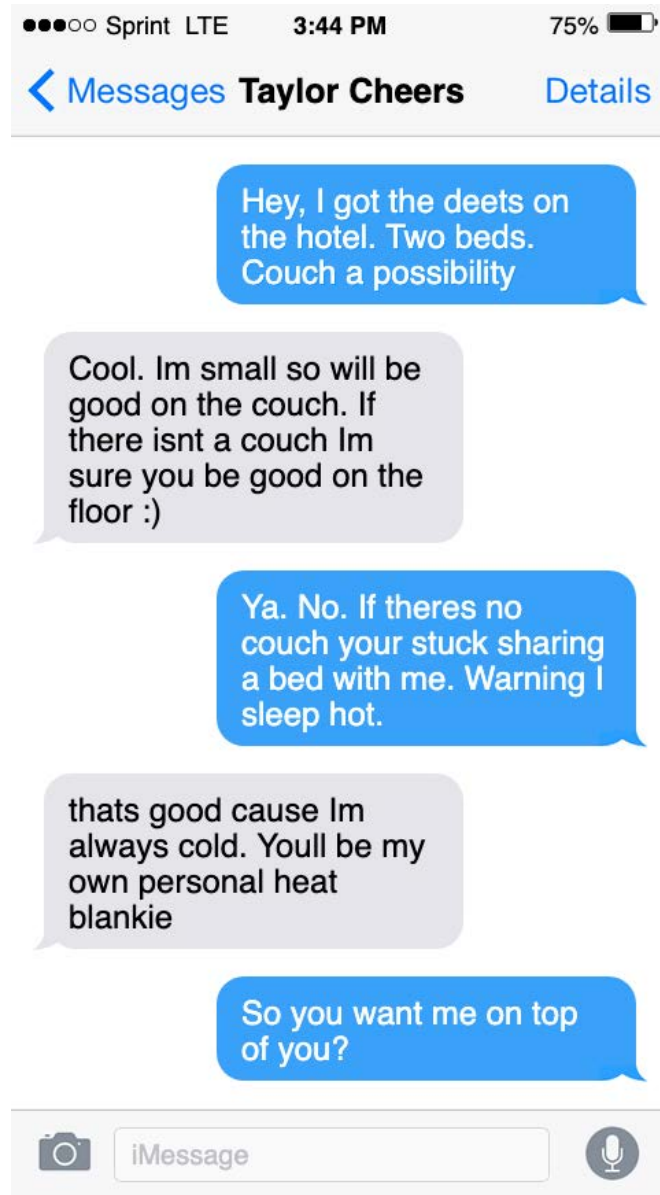 Sprint LTE 3:44 PM 75%
Messages Taylor Cheers Details
Hey, I got the deets on
the hotel. Two beds.
Couch a possibility
Cool. Im small so will be
good on the couch. If
there isnt a couch Im
sure you be good on the
floor :)
Ya. No. If theres no
couch your stuck sharing
a bed with me. Warning I
sleep hot.
thats good cause Im
always cold. Youll be my
own personal heat
blankie
So you want me on top
of you?
iMessage